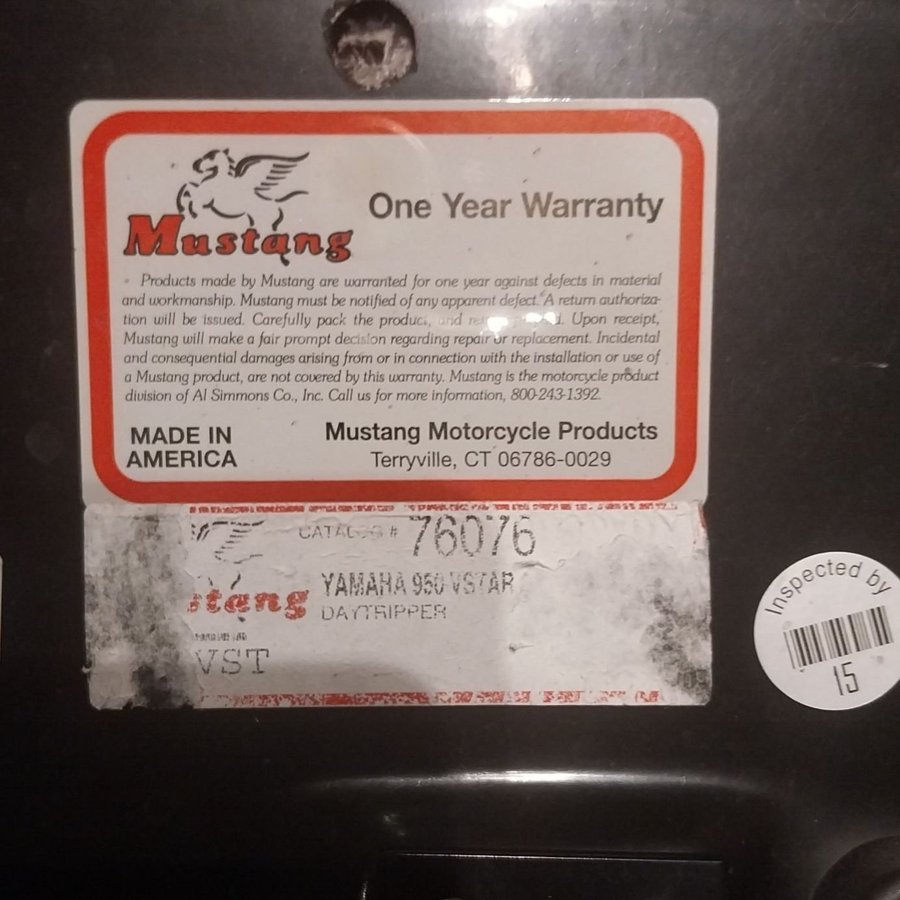 Mustang
One Year Warranty
Products made by Mustang are warranted for one year against defects in material
and workmanship. Mustang must be notified of any apparent defect. A return authoriza-
tion will be issued. Carefully pack the product, and Upon receipt,
Mustang will make a fair prompt decision regarding repair or replacement. Incidental
and consequential damages arising from or in connection with the installation or use of
a Mustang product, are not covered by this warranty. Mustang is the motorcycle product
division of Al Simmons Co., Inc. Call us for more information, 800-243-1392.
MADE IN
AMERICA
Mustang Motorcycle Products
Terryville, CT 06786-0029
CATALOG # 76076
YAMAHA 950 VSTAR
stang
DAYTRIPPER
VST
Inspected by
15